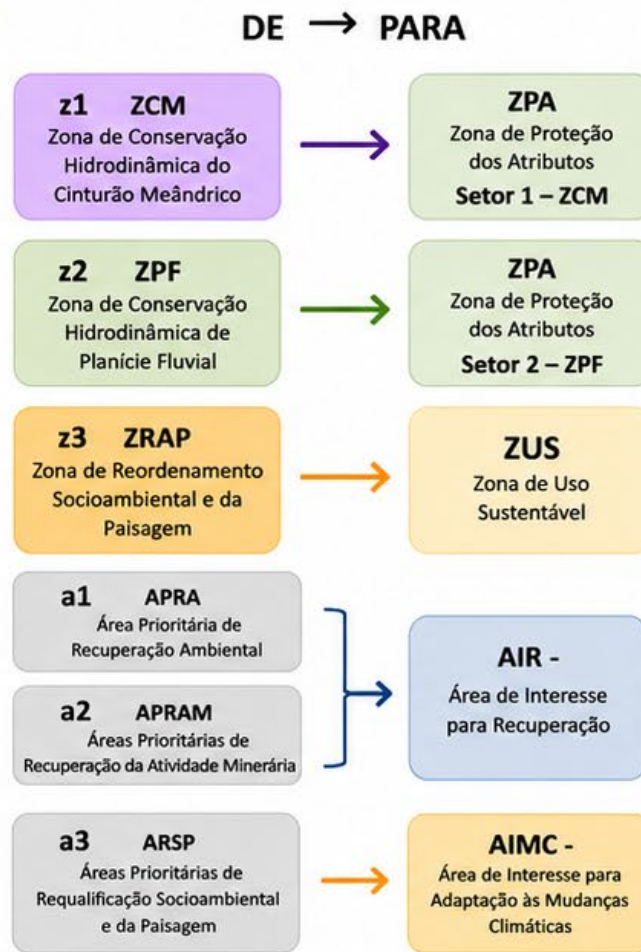 DE → PARA
z1 ZCM
Zona de Conservação
Hidrodinâmica do
Cinturão Meândrico
ZPA
Zona de Proteção
dos Atributos
Setor 1 – ZCM
z2 ZPF
Zona de Conservação
Hidrodinâmica de
Planície Fluvial
ZPA
Zona de Proteção
dos Atributos
Setor 2 – ZPF
z3 ZRAP
Zona de Reordenamento
Socioambiental e da
Paisagem
ZUS
Zona de Uso
Sustentável
a1 APRA
Área Prioritária de
Recuperação Ambiental
a2 APRAM
Áreas Prioritárias de
Recuperação da Atividade Minerária
AIR -
Área de Interesse
para Recuperação
a3 ARSP
Áreas Prioritárias de
Requalificação Socioambiental
e da Paisagem
AIMC -
Área de Interesse para
Adaptação às Mudanças
Climáticas